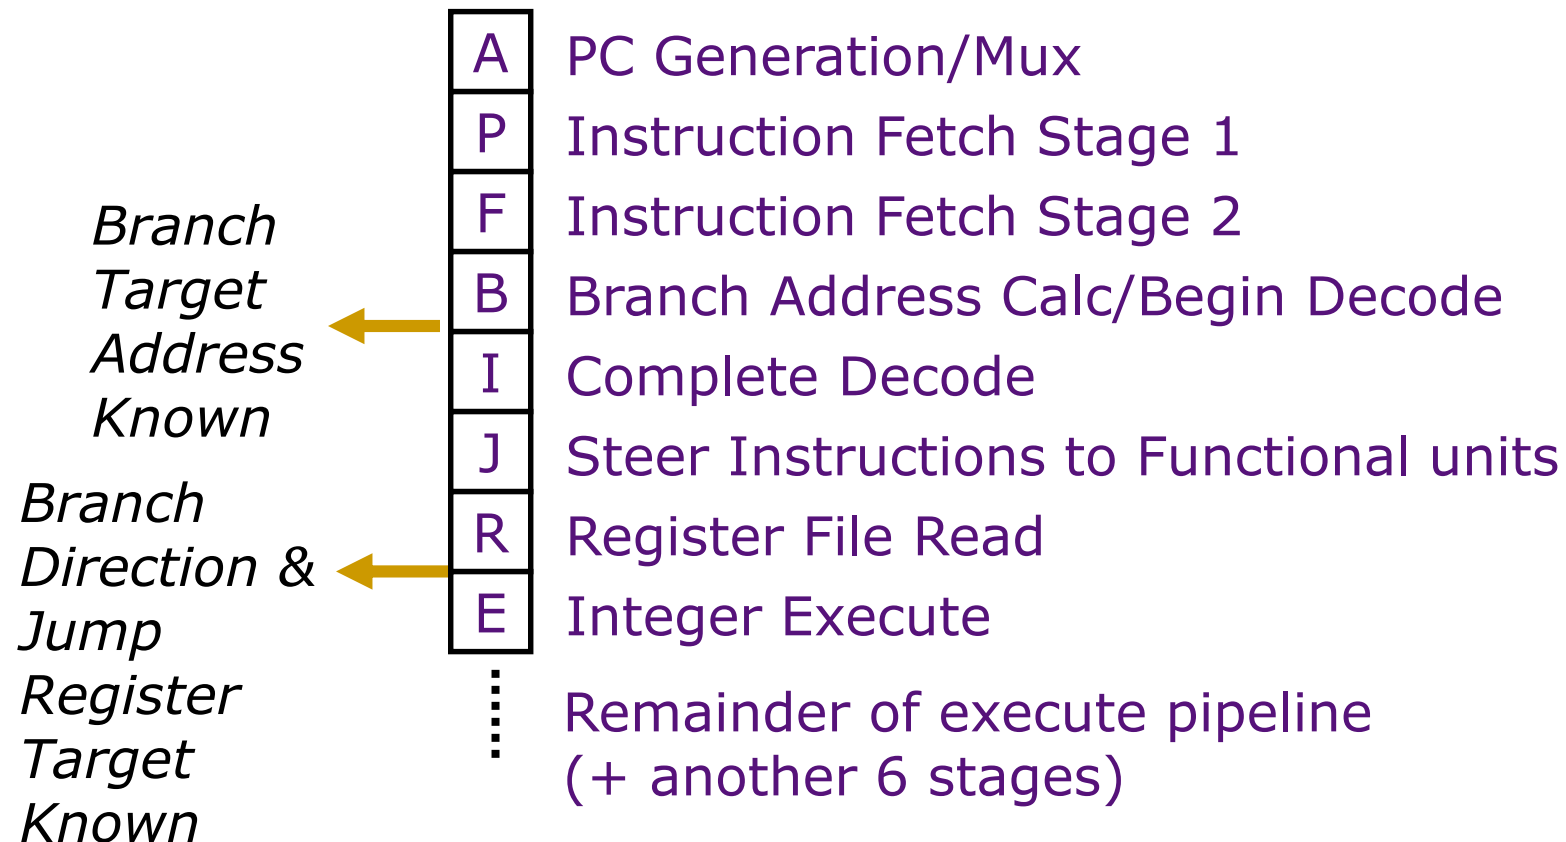 A PC Generation/Mux
P Instruction Fetch Stage 1
F Instruction Fetch Stage 2
B Branch Address Calc/Begin Decode
I Complete Decode
J Steer Instructions to Functional units
R Register File Read
E Integer Execute
Remainder of execute pipeline
(+ another 6 stages)
Branch
Target
Address
Known
Branch
Direction &
Jump
Register
Target
Known